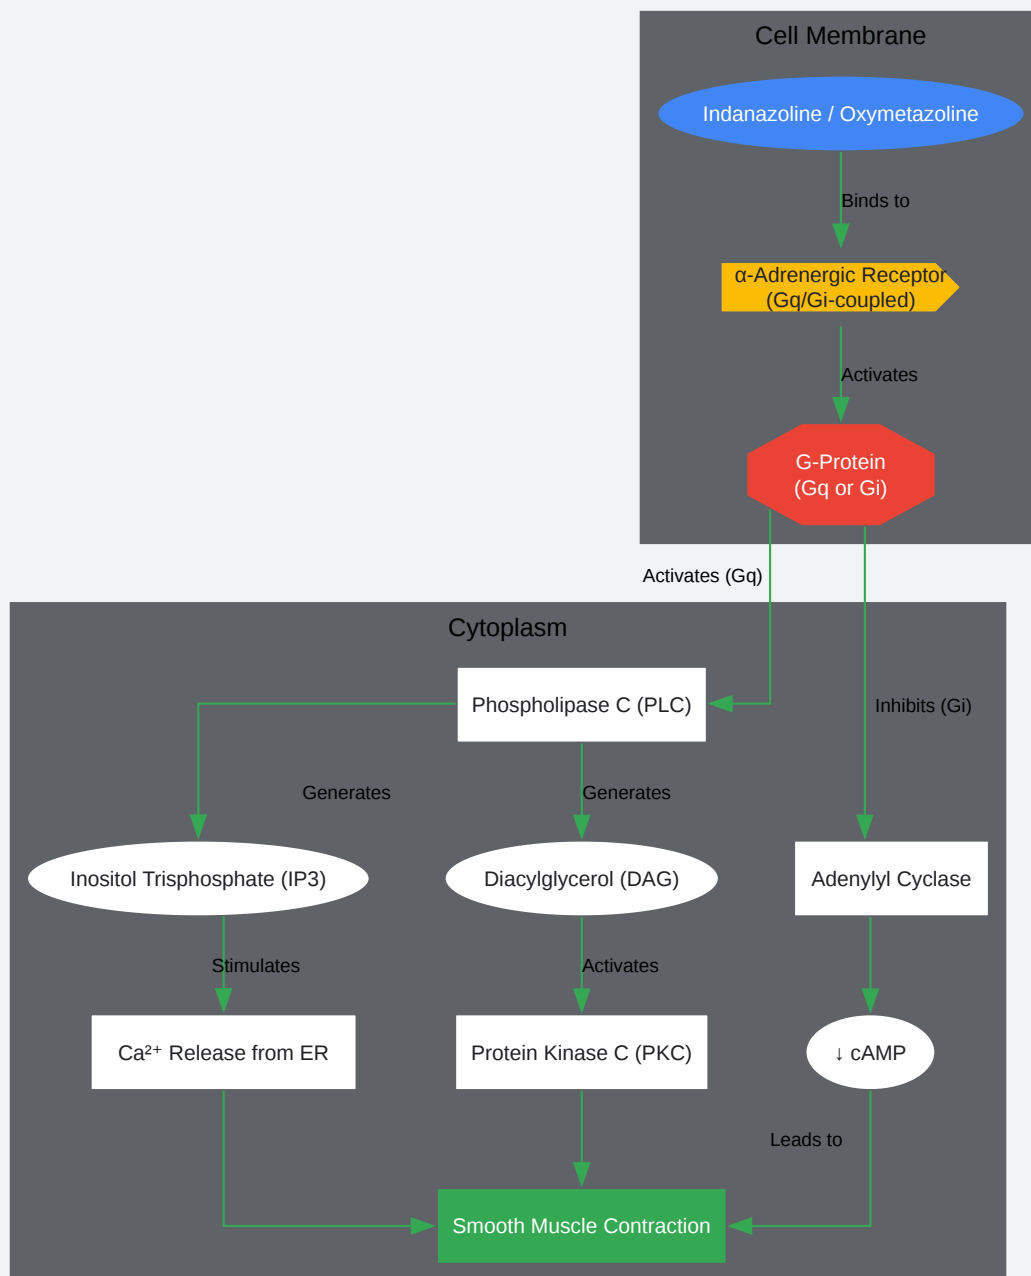 Cell Membrane
Indanazoline / Oxymetazoline
Binds to
α-Adrenergic Receptor
(Gq/Gi-coupled)
Activates
G-Protein
(Gq or Gi)
Activates (Gq)
Cytoplasm
Phospholipase C (PLC)
Inhibits (Gi)
Generates
Generates
Inositol Trisphosphate (IP3)
Diacylglycerol (DAG)
Adenylyl Cyclase
Stimulates
Activates
Ca²⁺ Release from ER
Protein Kinase C (PKC)
↓ cAMP
Leads to
Smooth Muscle Contraction